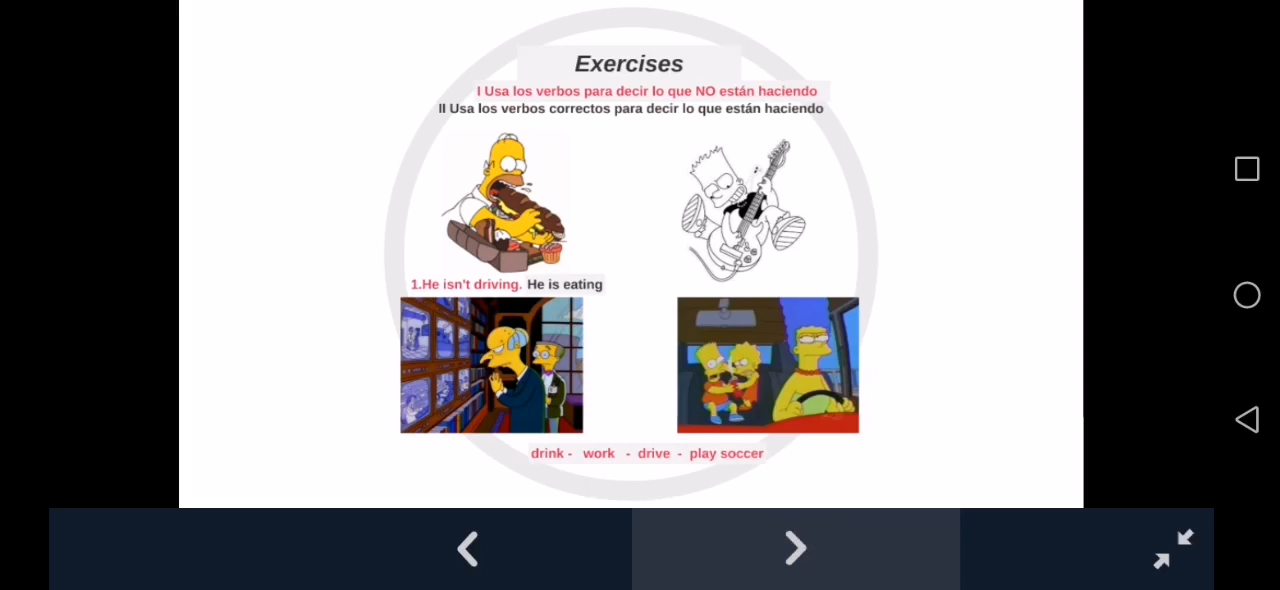 Exercises
I Usa los verbos para decir lo que NO están haciendo
II Usa los verbos correctos para decir lo que están haciendo
1.He isn't driving. He is eating
drink - work - drive - play soccer